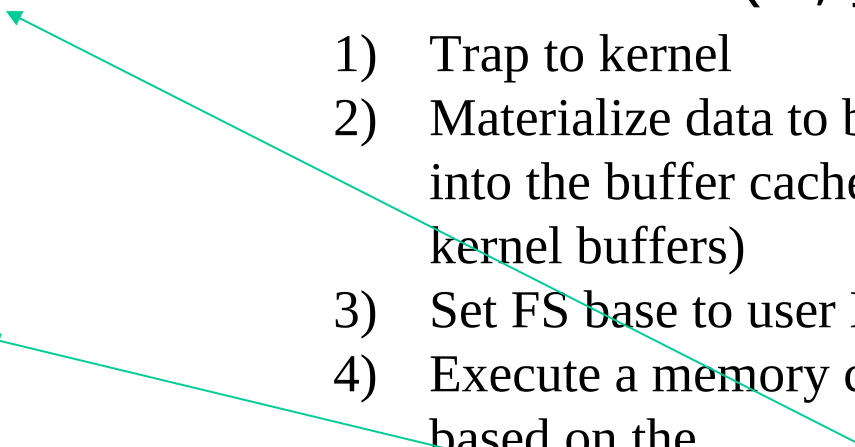 1) Trap to kernel
2) Materialize data to
into the buffer cache
kernel buffers)
3) Set FS base to user
4) Execute a memory
based on the